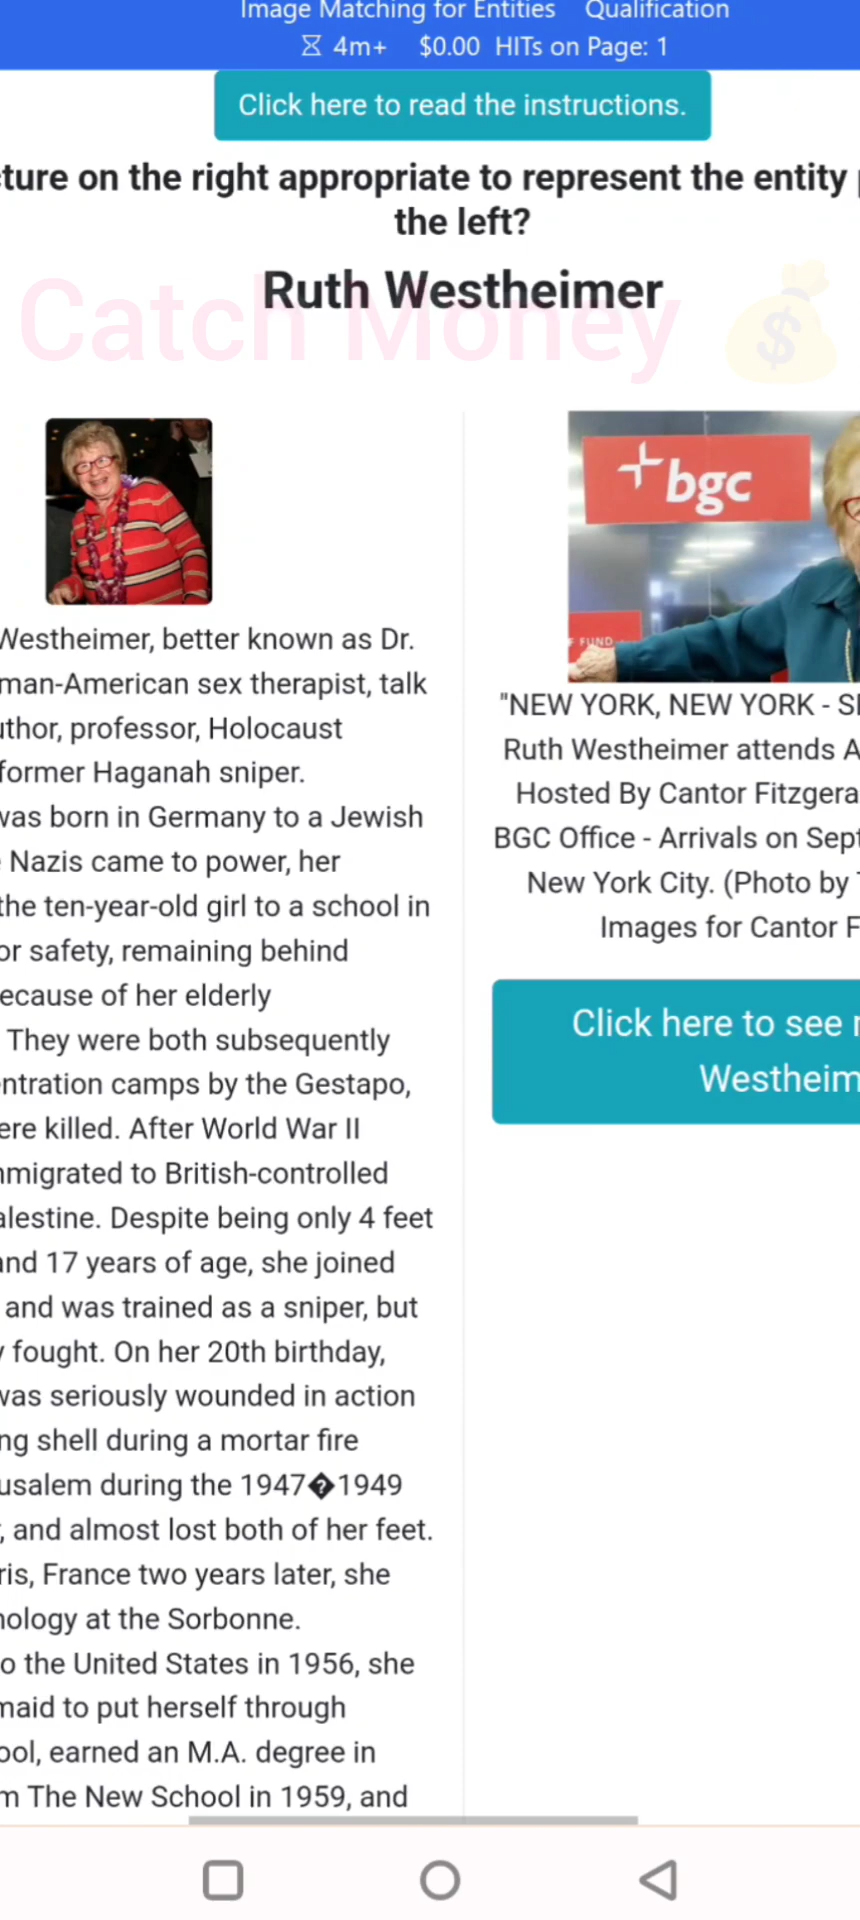 Image Matching for Entities Qualification
4m+ $0.00 HITs on Page: 1
Click here to read the instructions.
cture on the right appropriate to represent the entity
the left?
Ruth Westheimer
Catch Money
bgc
FUND
Westheimer, better known as Dr.
man-American sex therapist, talk
uthor, professor, Holocaust
former Haganah sniper.
was born in Germany to a Jewish
Nazis came to power, her
the ten-year-old girl to a school in
or safety, remaining behind
ecause of her elderly
They were both subsequently
entration camps by the Gestapo,
ere killed. After World War II
mmigrated to British-controlled
alestine. Despite being only 4 feet
and 17 years of age, she joined
and was trained as a sniper, but
y fought. On her 20th birthday,
was seriously wounded in action
ng shell during a mortar fire
usalem during the 1947�1949
, and almost lost both of her feet.
ris, France two years later, she
hology at the Sorbonne.
o the United States in 1956, she
maid to put herself through
ool, earned an M.A. degree in
m The New School in 1959, and
"NEW YORK, NEW YORK - SE
Ruth Westheimer attends A
Hosted By Cantor Fitzgera
BGC Office - Arrivals on Sept
New York City. (Photo by
Images for Cantor F
Click here to see
Westheim